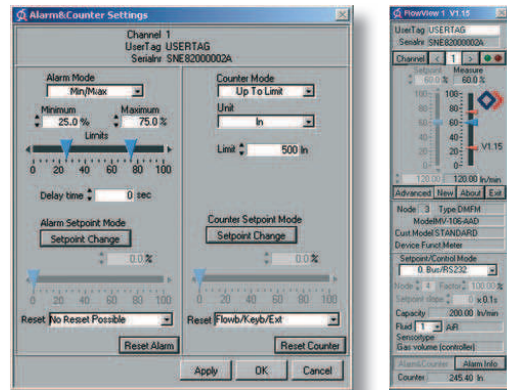 Alarm&Counter Settings
Channel 1
UserTag USERTAG
Serialnr SNE82000002A
Alarm Mode
Min/Max
Minimum Maximum
25.0 % 75.0 %
Limits
0 20 40 60 80 100
Delay time 0 sec
Alarm Setpoint Mode
Setpoint Change
0.0 %
0 20 40 60 80 100
Reset No Reset Possible
Reset Alarm
Counter Mode
Up To Limit
Unit
ln
Limit 500 ln
Counter Setpoint Mode
Setpoint Change
0.0 %
0 20 40 60 80 100
Reset Flowb/Keyb/Ext
Reset Counter
Apply OK Cancel
FlowView 1 V1.15
UserTag USERTAG
Serialnr SNE82000002A
Channel < 1 >
Setpoint Measure
60.0 % 60.0 %
100 100
80 80
60 60
40 40
20 20
0 0
V1.15
120.00 120.00 ln/min
Advanced New About Exit
Node 3 Type DMFM
Model MV-106-AAD
Cust.Model STANDARD
Device Funct. Meter
Setpoint/Control Mode
0. Bus/RS232
Node 4 Factor 100.00 %
Setpoint slope 0 x 0.1s
Capacity 200.00 ln/min
Fluid 1 AIR
Sensortype
Gas volume (controller)
Alarm&Counter Alarm Info
Counter 245.40 ln